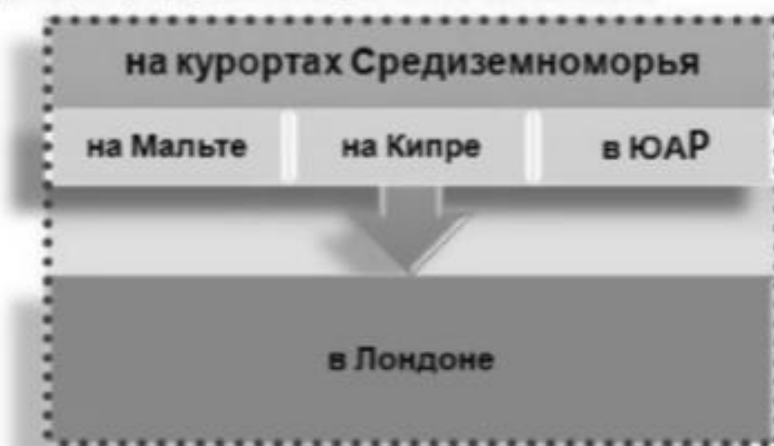 на курортах Средиземноморья
на Мальте на Кипре в ЮАР
в Лондоне